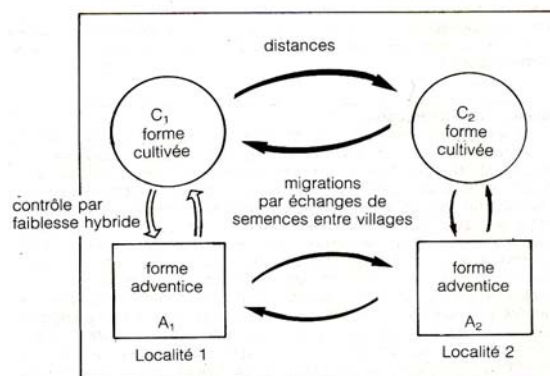 distances
C₁
forme
cultivée
C₂
forme
cultivée
contrôle par
faiblesse hybride
migrations
par échanges de
semences entre villages
forme
adventice
A₁
forme
adventice
A₂
Localité 1
Localité 2